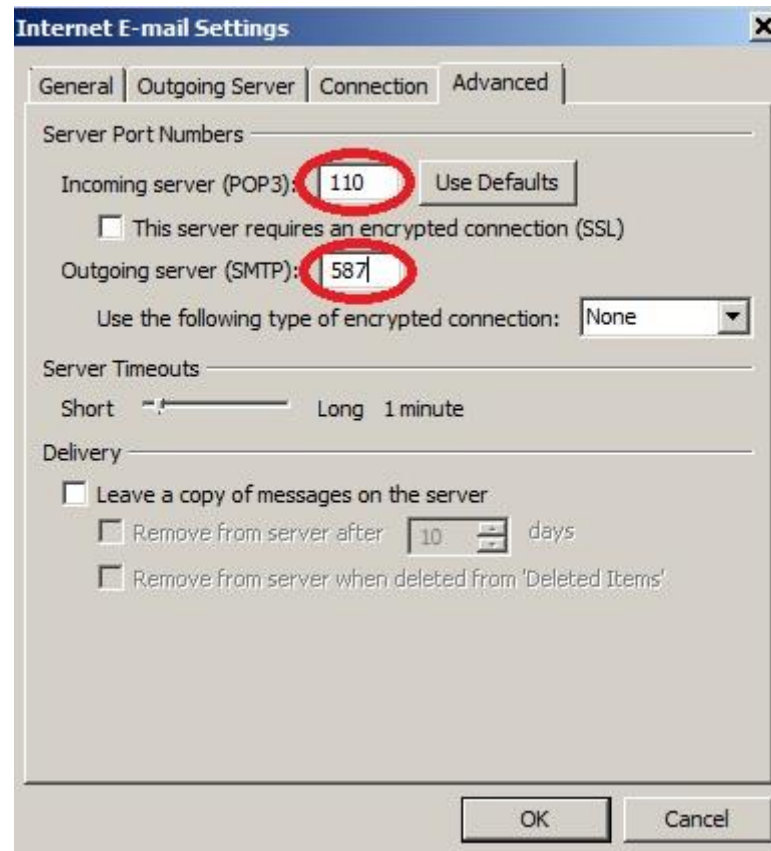 Internet E-mail Settings
General Outgoing Server Connection Advanced
Server Port Numbers
Incoming server (POP3): 110 Use Defaults
This server requires an encrypted connection (SSL)
Outgoing server (SMTP): 587
Use the following type of encrypted connection: None
Server Timeouts
Short Long 1 minute
Delivery
Leave a copy of messages on the server
Remove from server after 10 days
Remove from server when deleted from 'Deleted Items'
OK Cancel